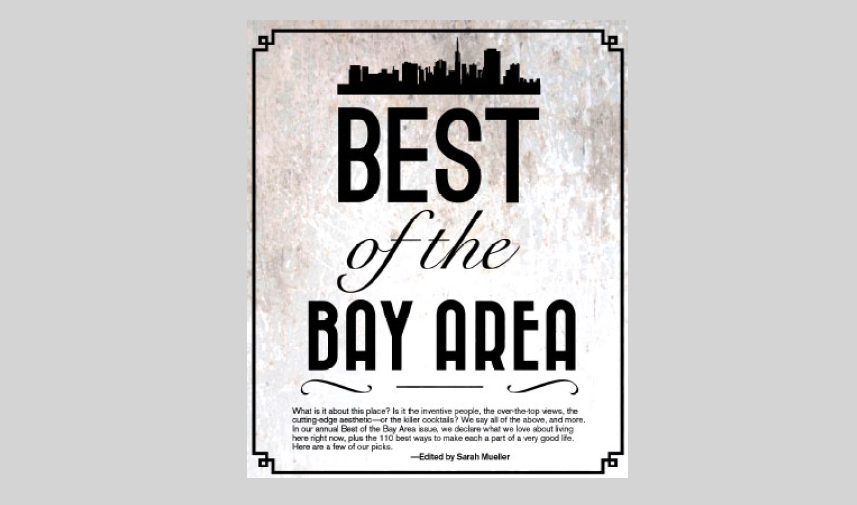 BEST
of the
BAY AREA
What is it about this place? Is it the inventive people, the over-the-top views, the
cutting-edge aesthetic—or the killer cocktails? We say all of the above, and more.
In our annual Best of the Bay Area issue, we declare what we love about living
here right now, plus the 110 best ways to make each a part of a very good life.
Here are a few of our picks.
—Edited by Sarah Mueller